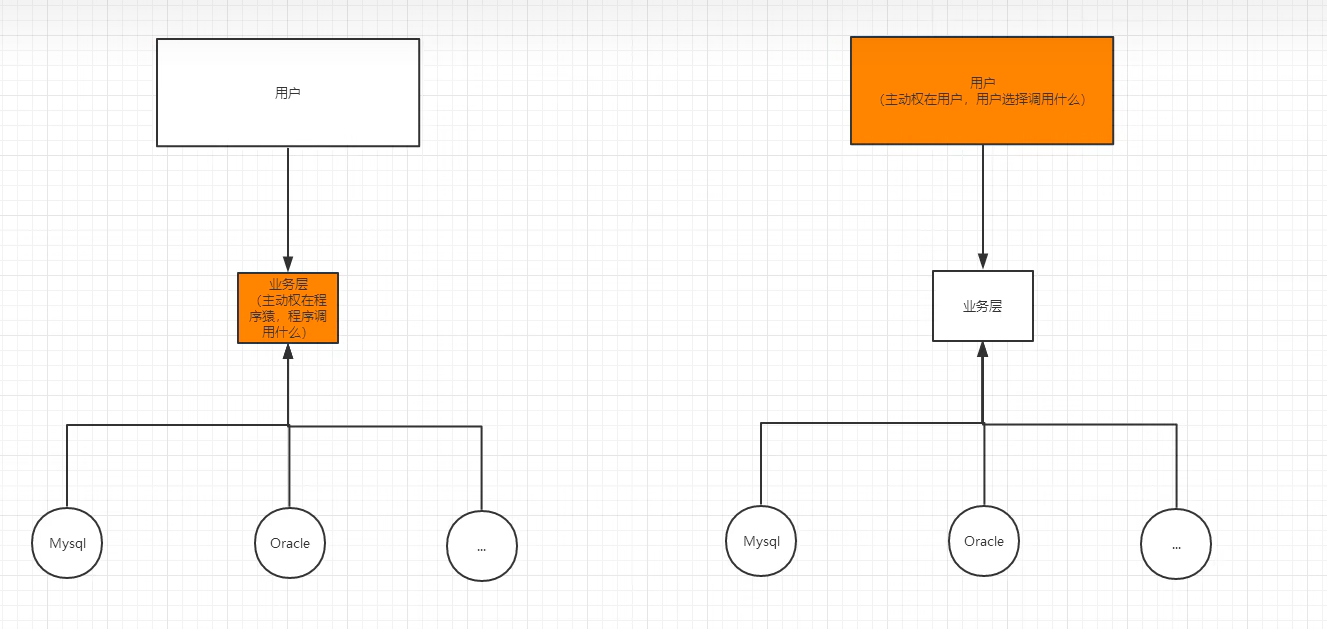 用户
业务层
（主动权在程
序猿，程序调
用什么）
Mysql
Oracle
...
用户
（主动权在用户，用户选择调用什么）
业务层
Mysql
Oracle
...